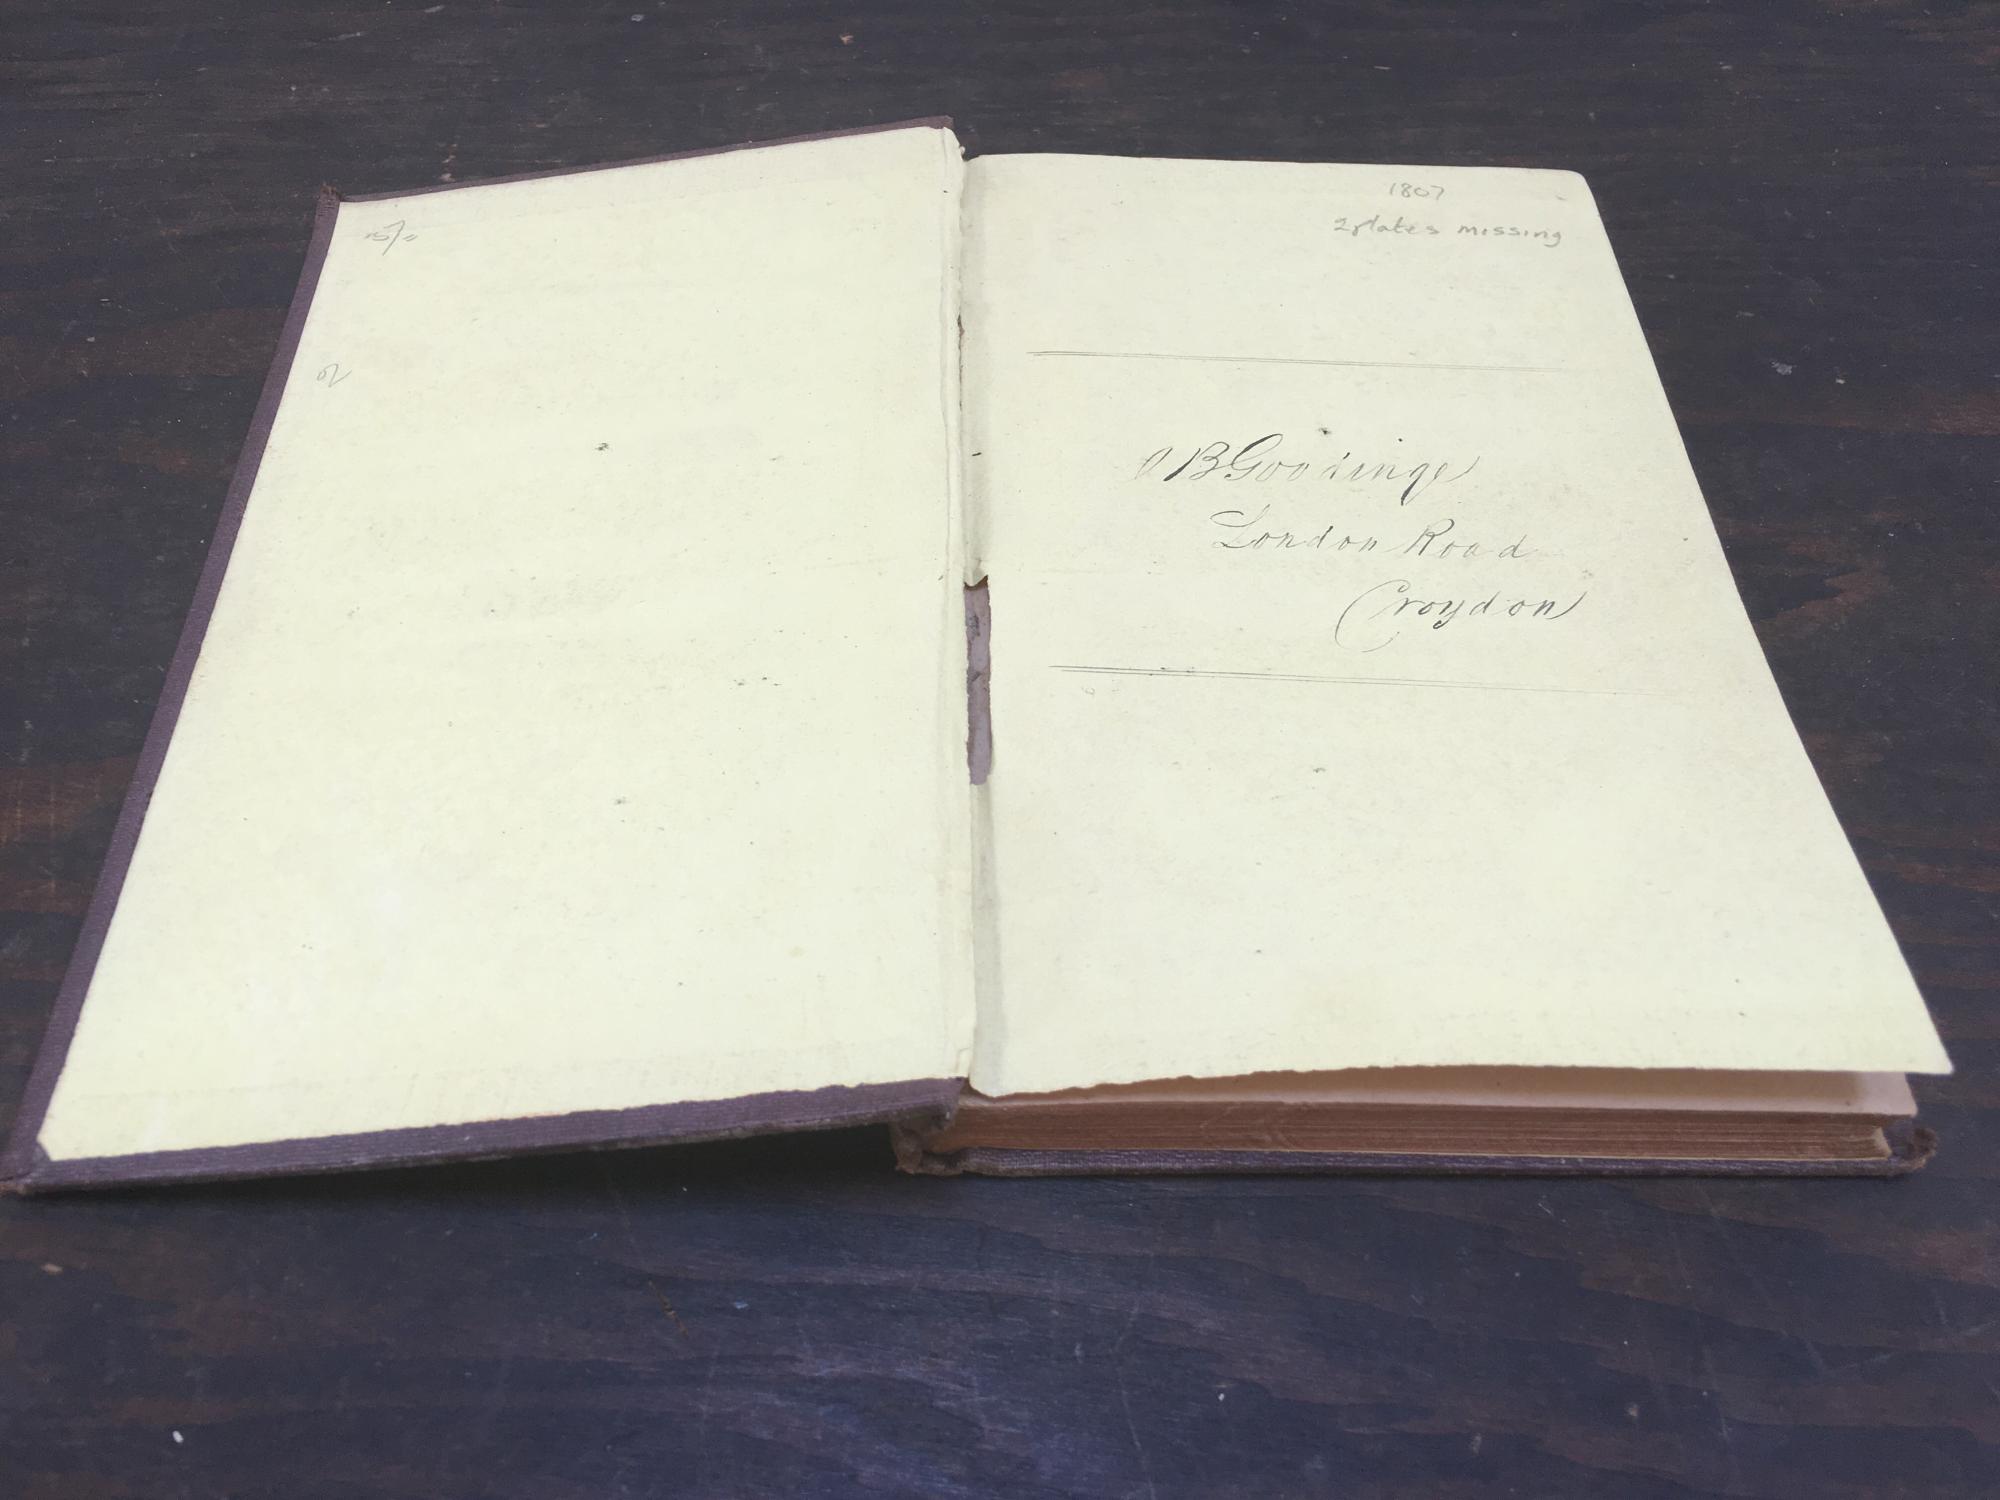 1807
2 plates missing
B Goodinge
London Road
Croydon